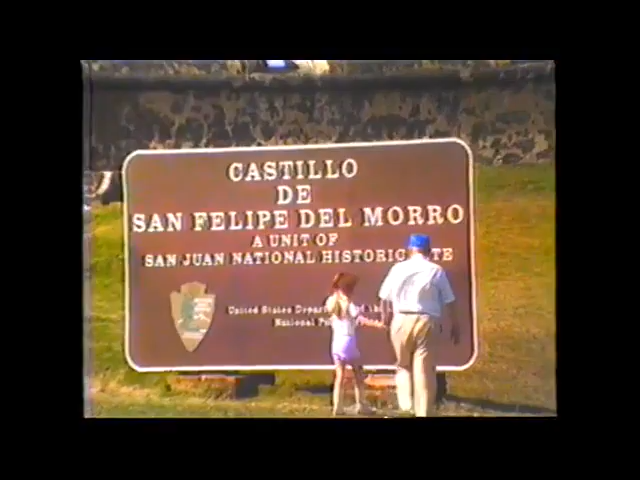 CASTILLO
DE
SAN FELIPE DEL MORRO
A UNIT OF
SAN JUAN NATIONAL HISTORIC
United States
National